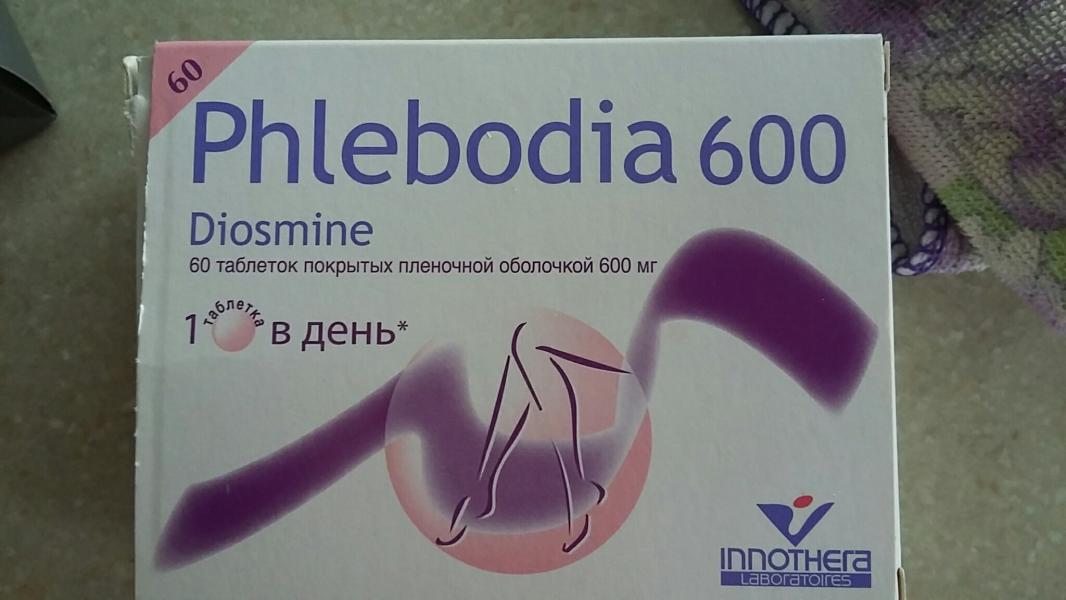 60
Phlebodia 600
Diosmine
60 таблеток покрытых пленочной оболочкой 600 мг
1 таблетка в день*
INNOTHERA
LABORATOIRES